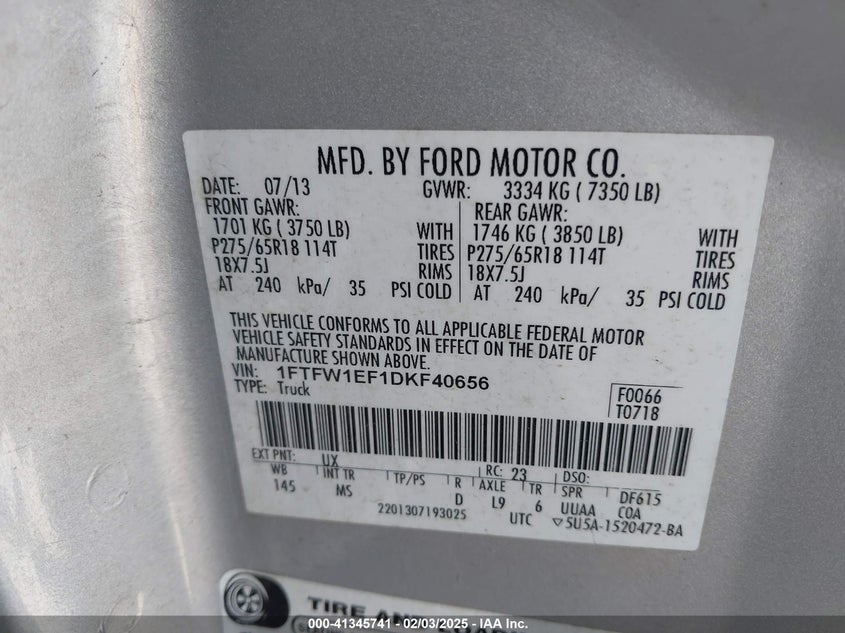 MFD. BY FORD MOTOR CO.
DATE: 07/13 GVWR: 3334 KG ( 7350 LB)
FRONT GAWR: REAR GAWR:
1701 KG ( 3750 LB) WITH 1746 KG ( 3850 LB) WITH
P275/65R18 114T TIRES P275/65R18 114T TIRES
18X7.5J RIMS 18X7.5J RIMS
AT 240 kPa/ 35 PSI COLD AT 240 kPa/ 35 PSI COLD
THIS VEHICLE CONFORMS TO ALL APPLICABLE FEDERAL MOTOR
VEHICLE SAFETY STANDARDS IN EFFECT ON THE DATE OF
MANUFACTURE SHOWN ABOVE.
VIN: 1FTFW1EF1DKF40656
TYPE: Truck
F0066
T0718
EXT PNT: UX RC: 23 DSO:
WB INT TR TP/PS R AXLE TR SPR DF615
145 MS D L9 6 UUAA COA
2201307193025 UTC ▽5U5A-1520472-BA
TIRE AND
000-41345741 - 02/03/2025 - IAA Inc.